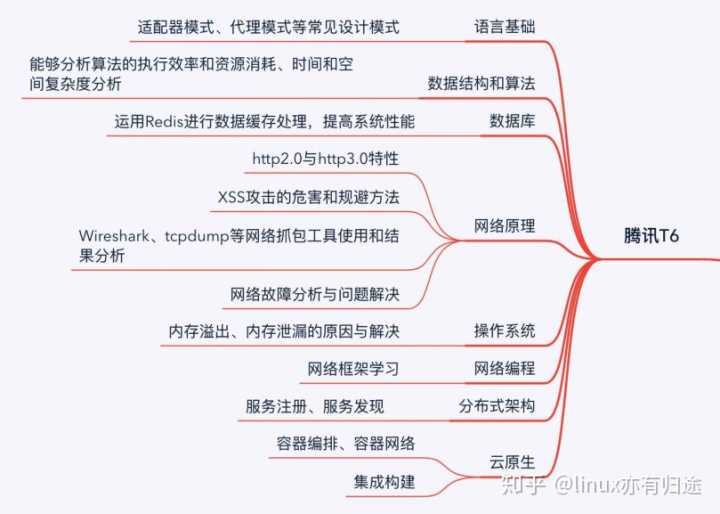 适配器模式、代理模式等常见设计模式
语言基础
能够分析算法的执行效率和资源消耗、时间和空
间复杂度分析
数据结构和算法
运用Redis进行数据缓存处理，提高系统性能
数据库
http2.0与http3.0特性
XSS攻击的危害和规避方法
网络原理
腾讯T6
Wireshark、tcpdump等网络抓包工具使用和结
果分析
网络故障分析与问题解决
内存溢出、内存泄漏的原因与解决
操作系统
网络框架学习
网络编程
服务注册、服务发现
分布式架构
容器编排、容器网络
云原生
集成构建
知乎 @linux亦有归途